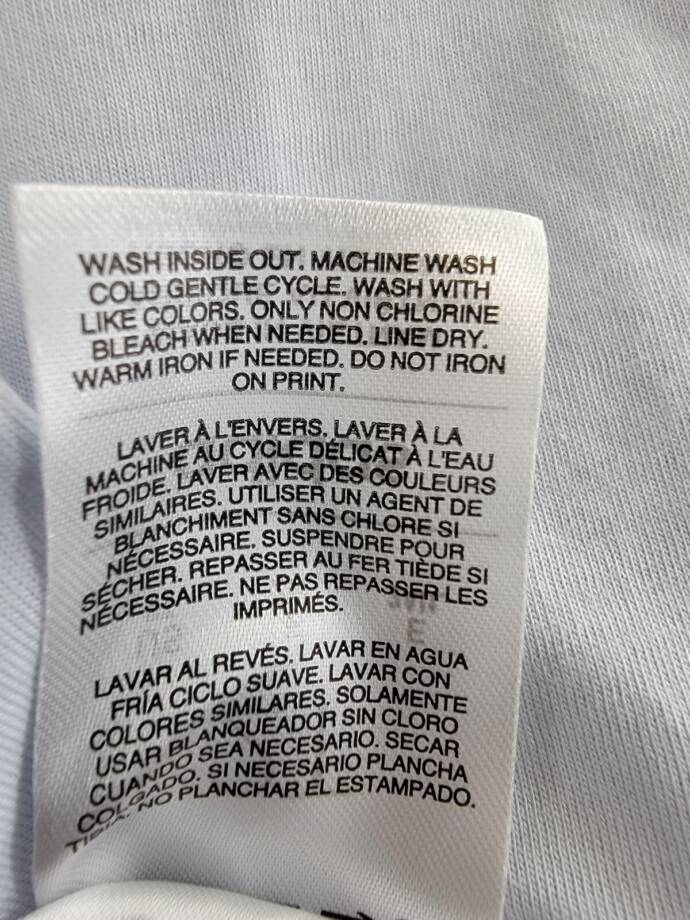 WASH INSIDE OUT. MACHINE WASH
COLD GENTLE CYCLE. WASH WITH
LIKE COLORS. ONLY NON CHLORINE
BLEACH WHEN NEEDED. LINE DRY.
WARM IRON IF NEEDED. DO NOT IRON
ON PRINT.
LAVER À L'ENVERS. LAVER À LA
MACHINE AU CYCLE DÉLICAT À L'EAU
FROIDE. LAVER AVEC DES COULEURS
SIMILAIRES. UTILISER UN AGENT DE
BLANCHIMENT SANS CHLORE SI
NÉCESSAIRE. SUSPENDRE POUR
SÉCHER. REPASSER AU FER TIÈDE SI
NÉCESSAIRE. NE PAS REPASSER LES
IMPRIMÉS.
LAVAR AL REVÉS. LAVAR EN AGUA
FRÍA CICLO SUAVE. LAVAR CON
COLORES SIMILARES. SOLAMENTE
USAR BLANQUEADOR SIN CLORO
CUANDO SEA NECESARIO. SECAR
COLGADO. SI NECESARIO PLANCHA
TIBIA. NO PLANCHAR EL ESTAMPADO.